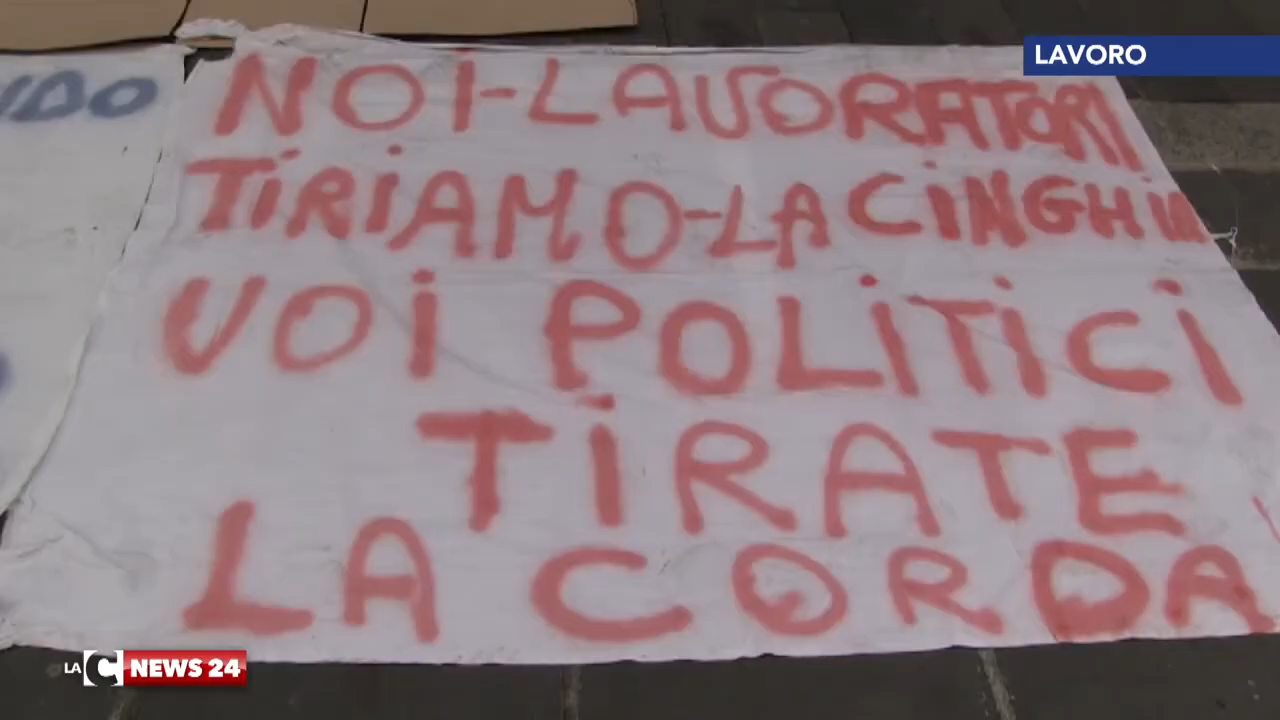 LAVORO
NOI-LAVORATORI
TIRIAMO-LA CINGHIA
VOI POLITICI
TIRATE
LA CORDA
LA C NEWS 24